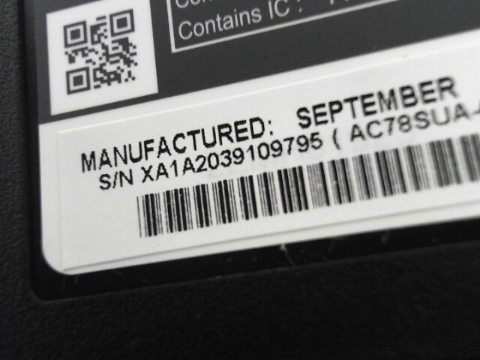 Contains IC :
MANUFACTURED: SEPTEMBER
S/N XA1A2039109795 ( AC78SUA-